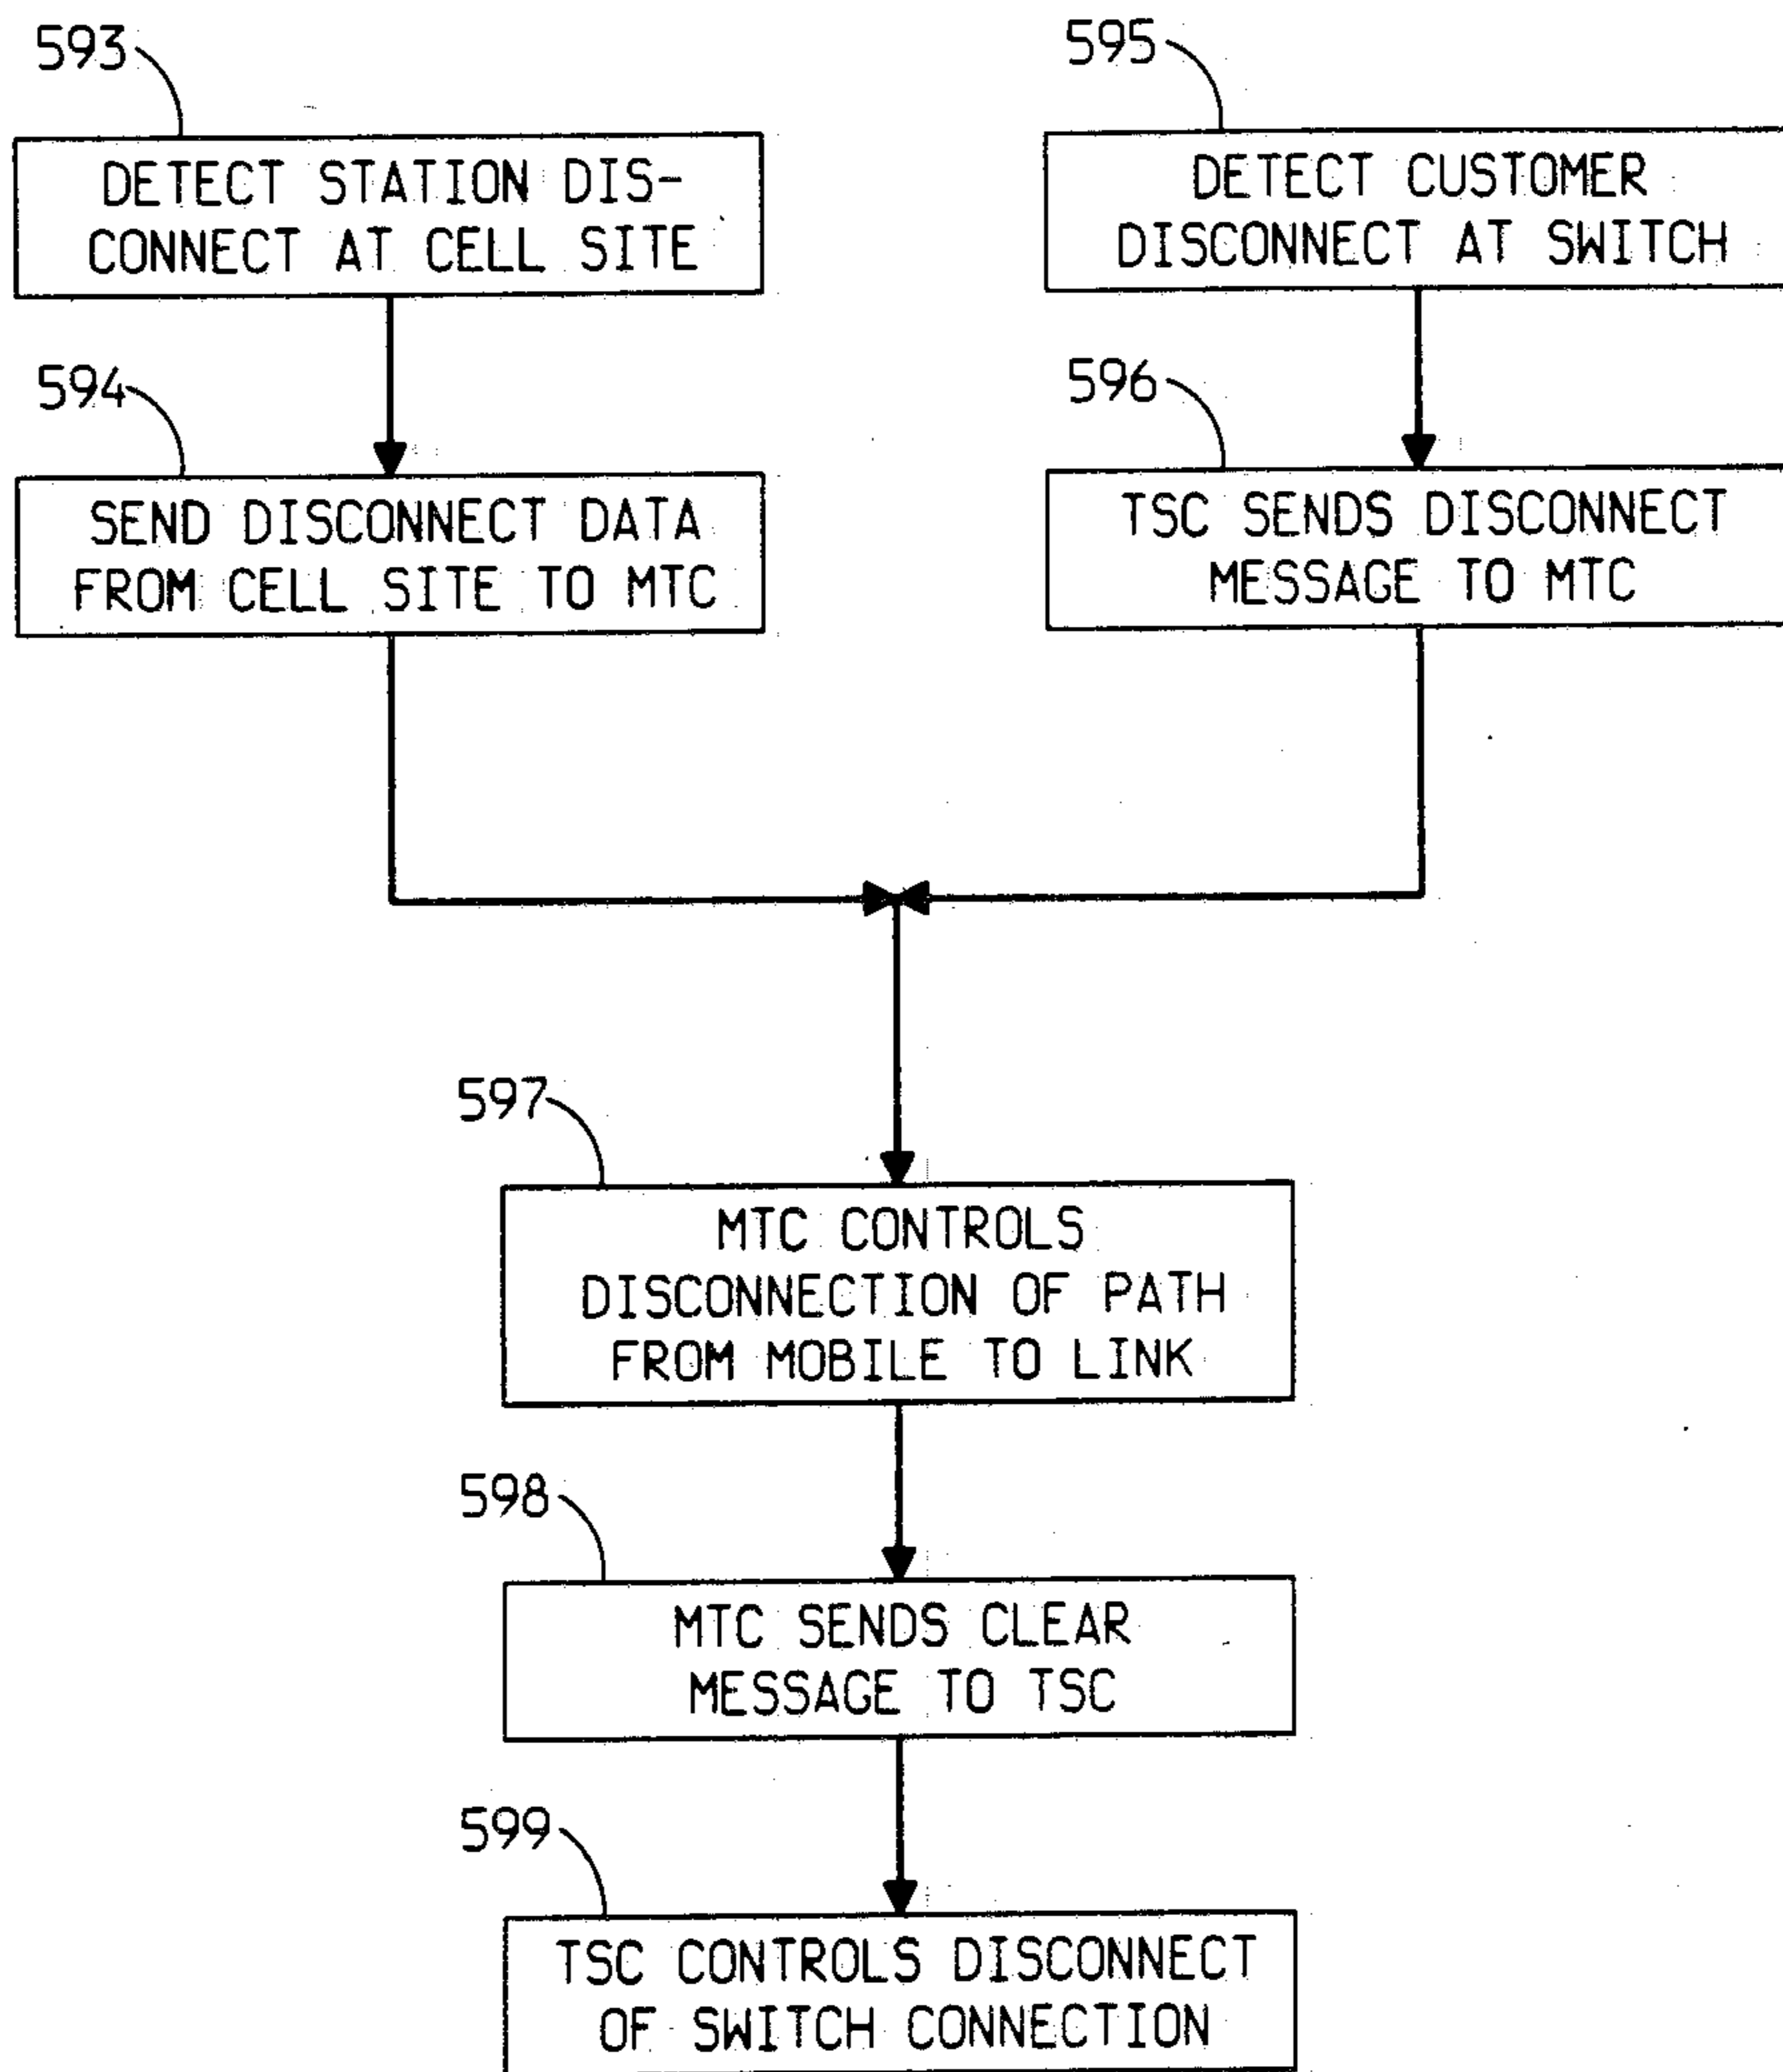 593
DETECT STATION DIS-
CONNECT AT CELL SITE
594
SEND DISCONNECT DATA
FROM CELL SITE TO MTC
595
DETECT CUSTOMER
DISCONNECT AT SWITCH
596
TSC SENDS DISCONNECT
MESSAGE TO MTC
597
MTC CONTROLS
DISCONNECTION OF PATH
FROM MOBILE TO LINK
598
MTC SENDS CLEAR
MESSAGE TO TSC
599
TSC CONTROLS DISCONNECT
OF SWITCH CONNECTION